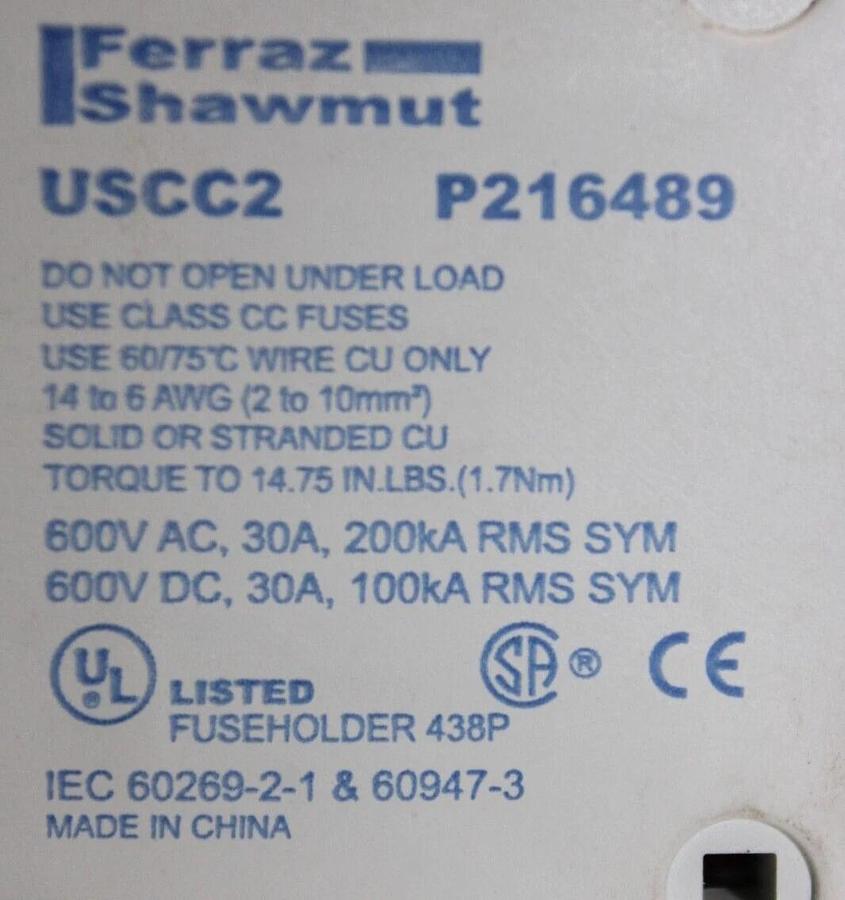 Ferraz
Shawmut
USCC2 P216489
DO NOT OPEN UNDER LOAD
USE CLASS CC FUSES
USE 60/75°C WIRE CU ONLY
14 to 6 AWG (2 to 10mm²)
SOLID OR STRANDED CU
TORQUE TO 14.75 IN.LBS.(1.7Nm)
600V AC, 30A, 200kA RMS SYM
600V DC, 30A, 100kA RMS SYM
UL® LISTED SA® CE
FUSEHOLDER 438P
IEC 60269-2-1 & 60947-3
MADE IN CHINA